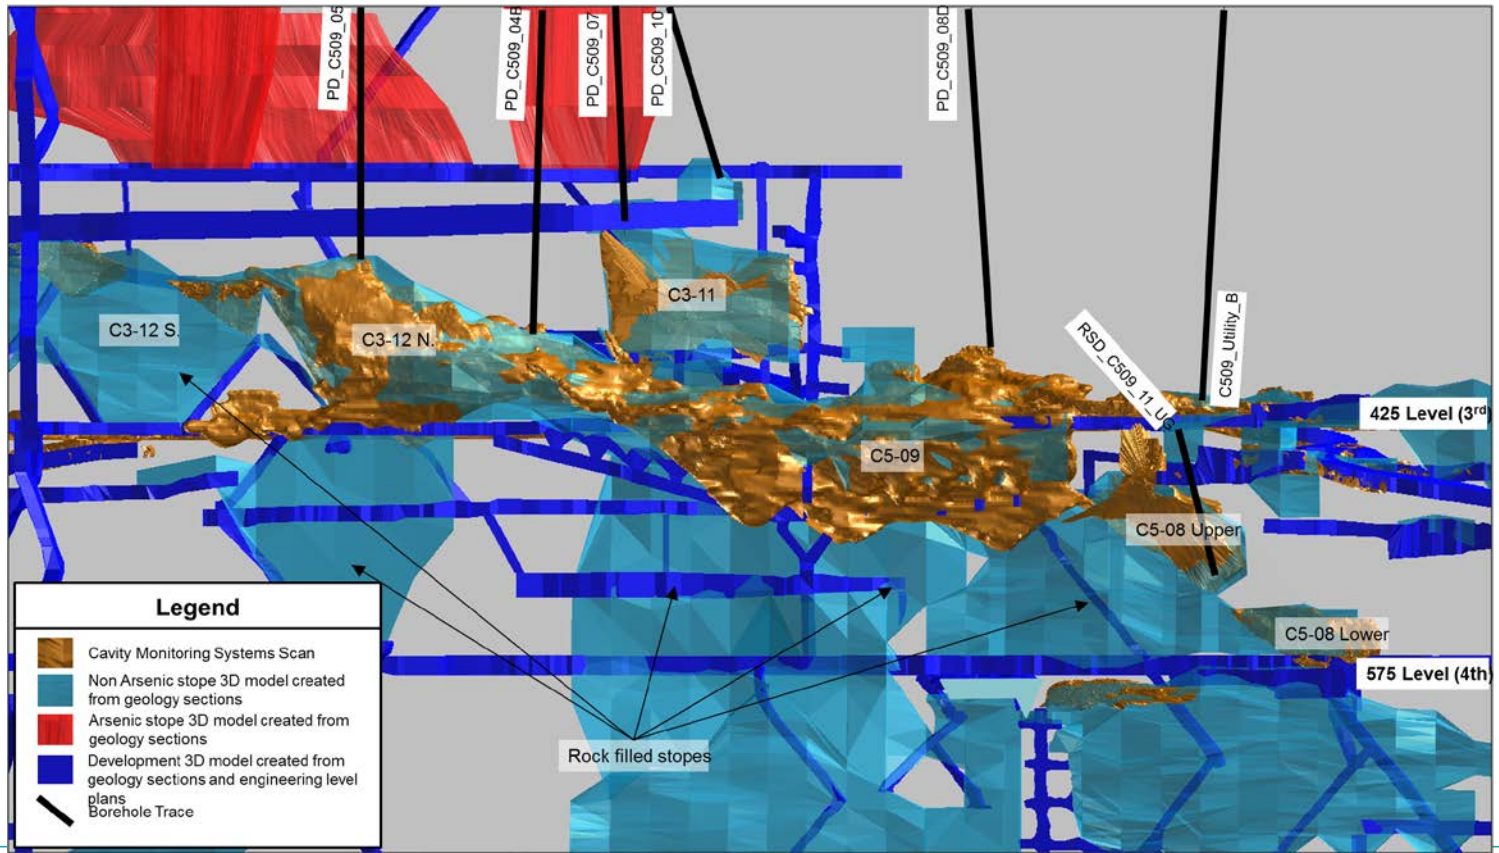 PD_C509_05
PD_C509_04B
PD_C509_07
PD_C509_10
PD_C509_08D
C3-11
C3-12 S.
C3-12 N.
RSD_C509_11_UG
C509_Utility_B
425 Level (3rd)
C5-09
C5-08 Upper
C5-08 Lower
575 Level (4th)
Rock filled stopes
Legend
Cavity Monitoring Systems Scan
Non Arsenic stope 3D model created
from geology sections
Arsenic stope 3D model created from
geology sections
Development 3D model created from
geology sections and engineering level
plans
Borehole Trace